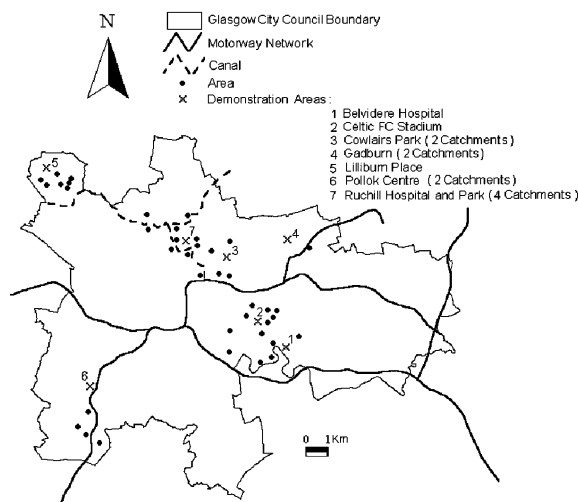 N
Glasgow City Council Boundary
Motorway Network
Canal
Area
Demonstration Areas:
1 Belvidere Hospital
2 Celtic FC Stadium
3 Cowlairs Park (2 Catchments)
4 Gadburn (2 Catchments)
5 Lilliburn Place
6 Pollok Centre (2 Catchments)
7 Ruchill Hospital and Park (4 Catchments)
5
7
4
3
2
1
6
0 1Km